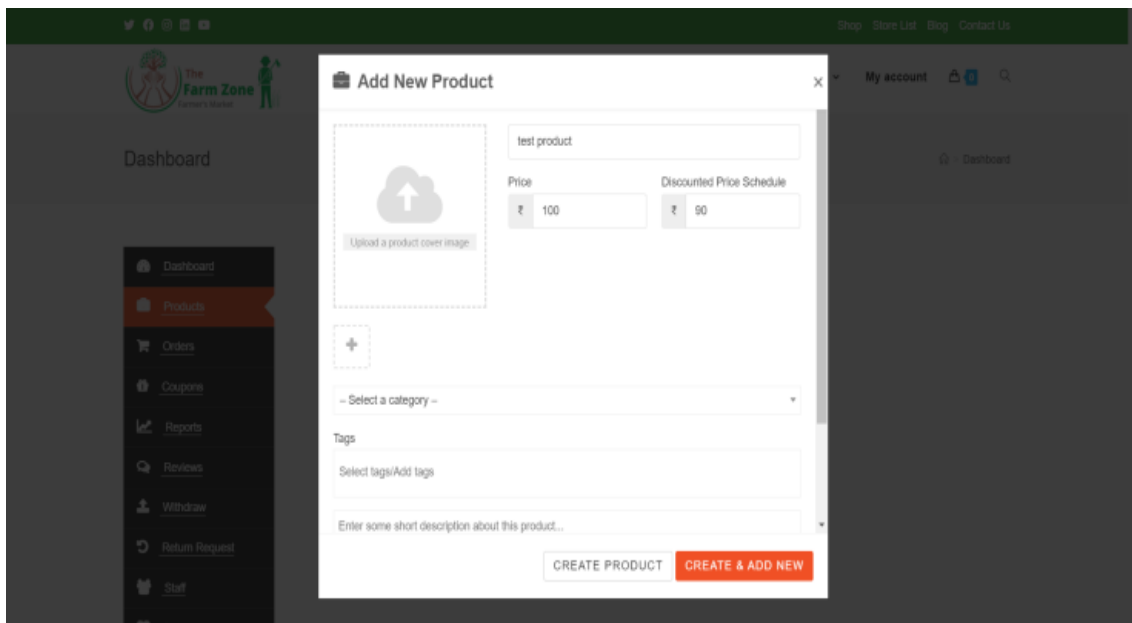 Shop Store List Blog Contact Us
The
Farm Zone
Farmer's Market
My account 0
Dashboard
Dashboard
Add New Product
x
test product
Price
Discounted Price Schedule
₹ 100
₹ 90
Upload a product cover image
+
– Select a category –
Tags
Select tags/Add tags
Enter some short description about this product...
CREATE PRODUCT
CREATE & ADD NEW
Dashboard
Products
Orders
Coupons
Reports
Reviews
Withdraw
Return Request
Staff